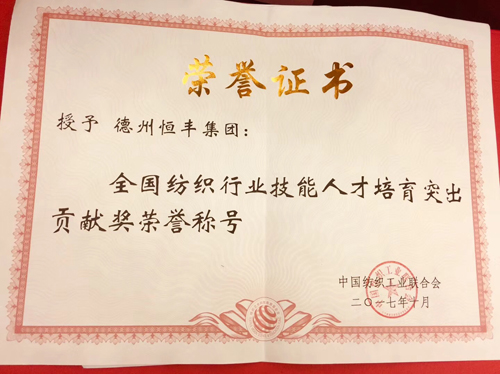 荣誉证书
授予 德州恒丰集团：
全国纺织行业技能人才培育突出
贡献奖荣誉称号
中国纺织工业联合会
二〇一七年十月